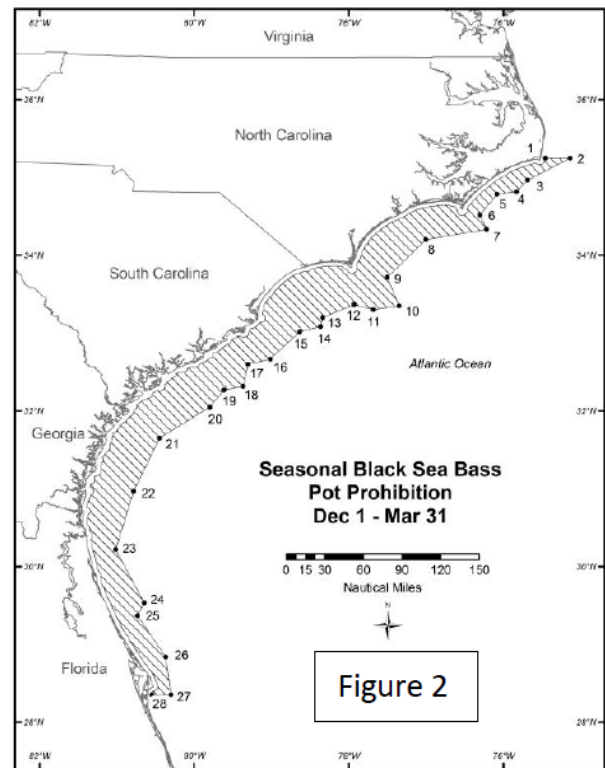 82°W 80°W 78°W 76°W
Virginia
36°N 36°N
North Carolina
1 2
3
4
5
6
7
8
34°N 34°N
South Carolina
9
10
11
12
13
14
15
16
17
Atlantic Ocean
18
19
20
32°N 32°N
Georgia
21
Seasonal Black Sea Bass
Pot Prohibition
Dec 1 - Mar 31
22
23
30°N 30°N
0 15 30 60 90 120 150
Nautical Miles
24
25
N
26
Florida
27
28
Figure 2
28°N 28°N
82°W 80°W 78°W 76°W